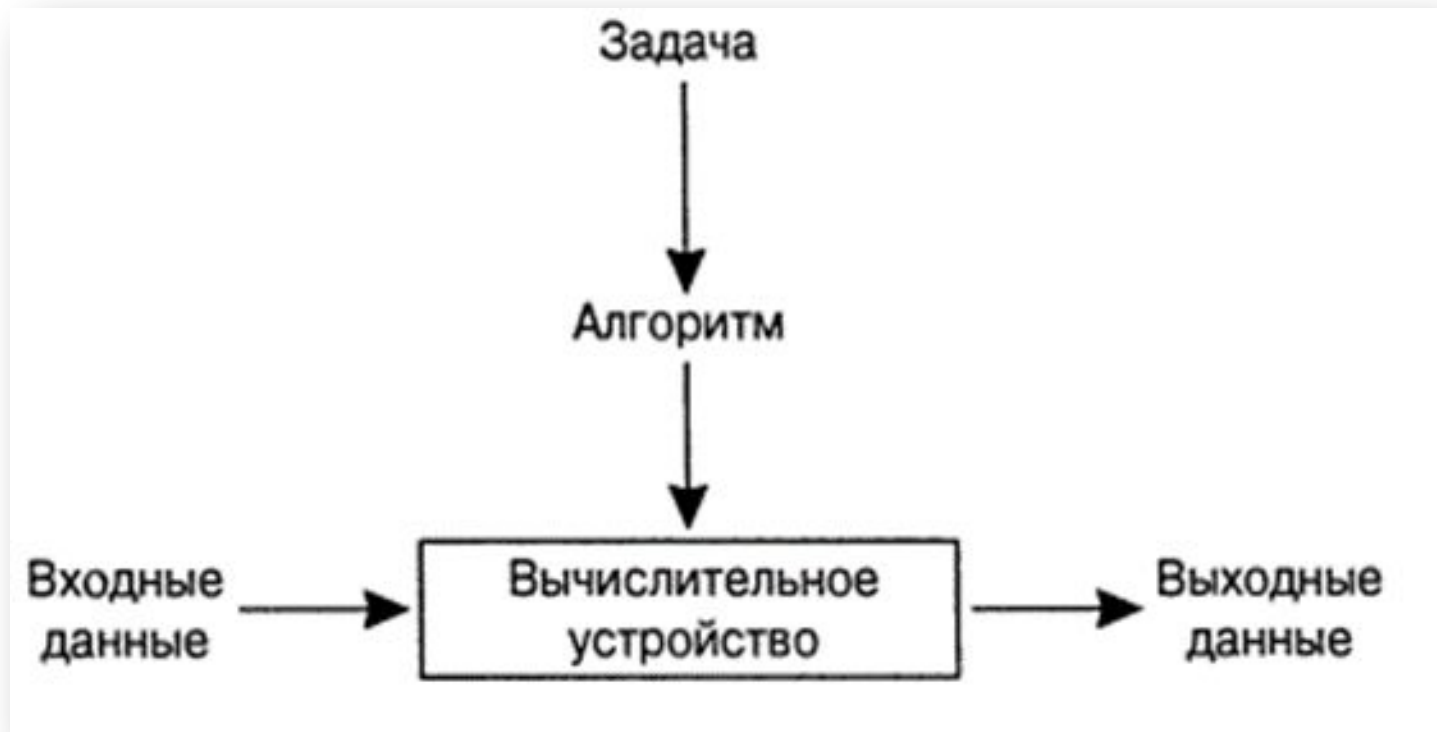 Задача
Алгоритм
Входные
данные
Вычислительное
устройство
Выходные
данные